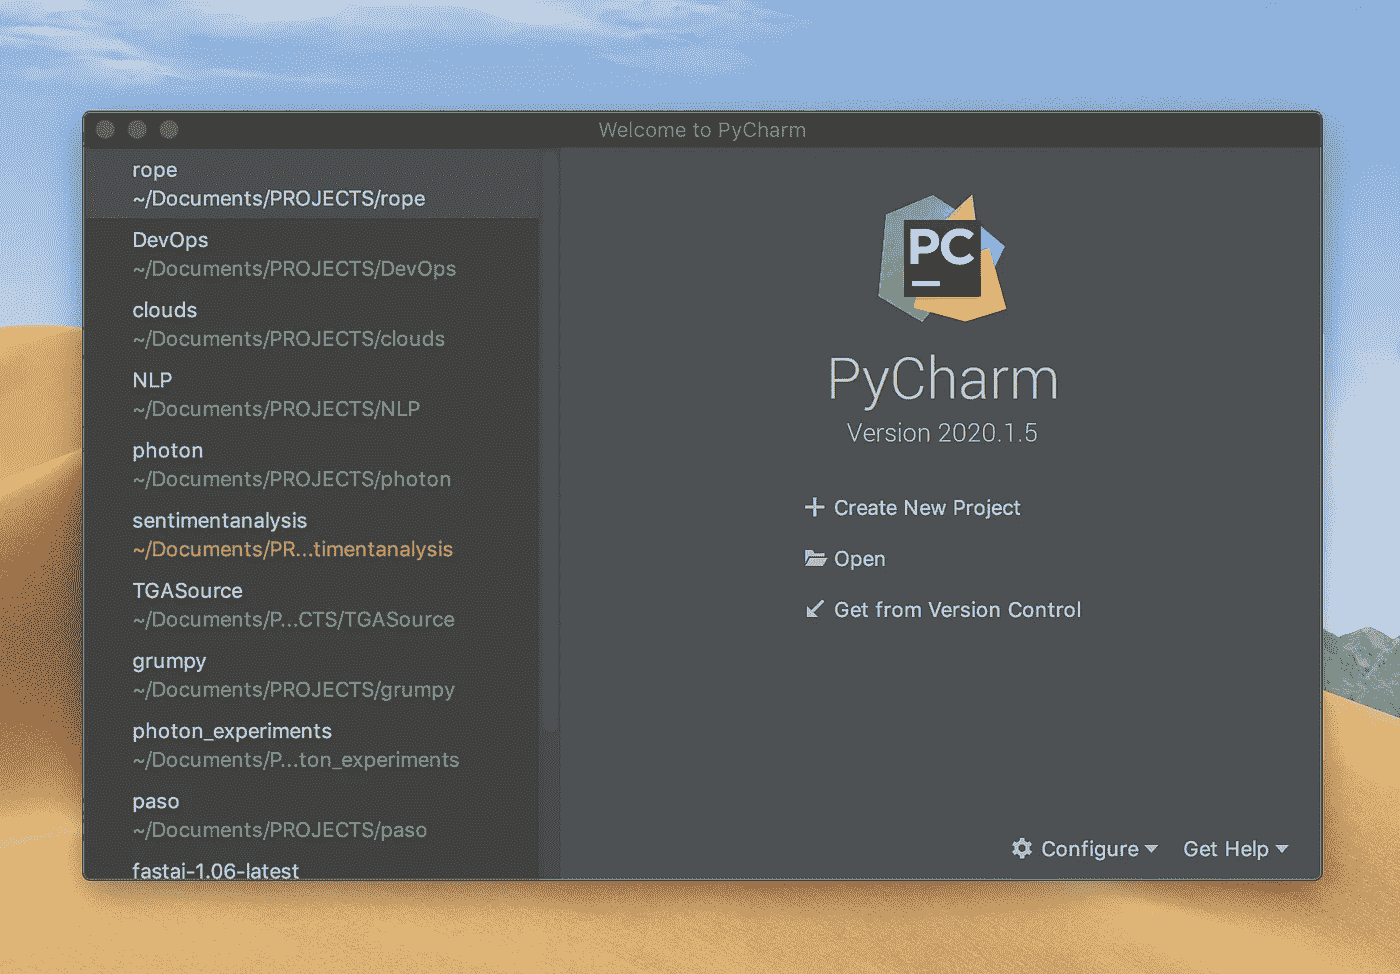 Welcome to PyCharm
rope
~/Documents/PROJECTS/rope
DevOps
~/Documents/PROJECTS/DevOps
clouds
~/Documents/PROJECTS/clouds
NLP
~/Documents/PROJECTS/NLP
photon
~/Documents/PROJECTS/photon
sentimentanalysis
~/Documents/PR...timentanalysis
TGASource
~/Documents/P...CTS/TGASource
grumpy
~/Documents/PROJECTS/grumpy
photon_experiments
~/Documents/P...ton_experiments
paso
~/Documents/PROJECTS/paso
fastai-1.06-latest
PC
PyCharm
Version 2020.1.5
Create New Project
Open
Get from Version Control
Configure
Get Help